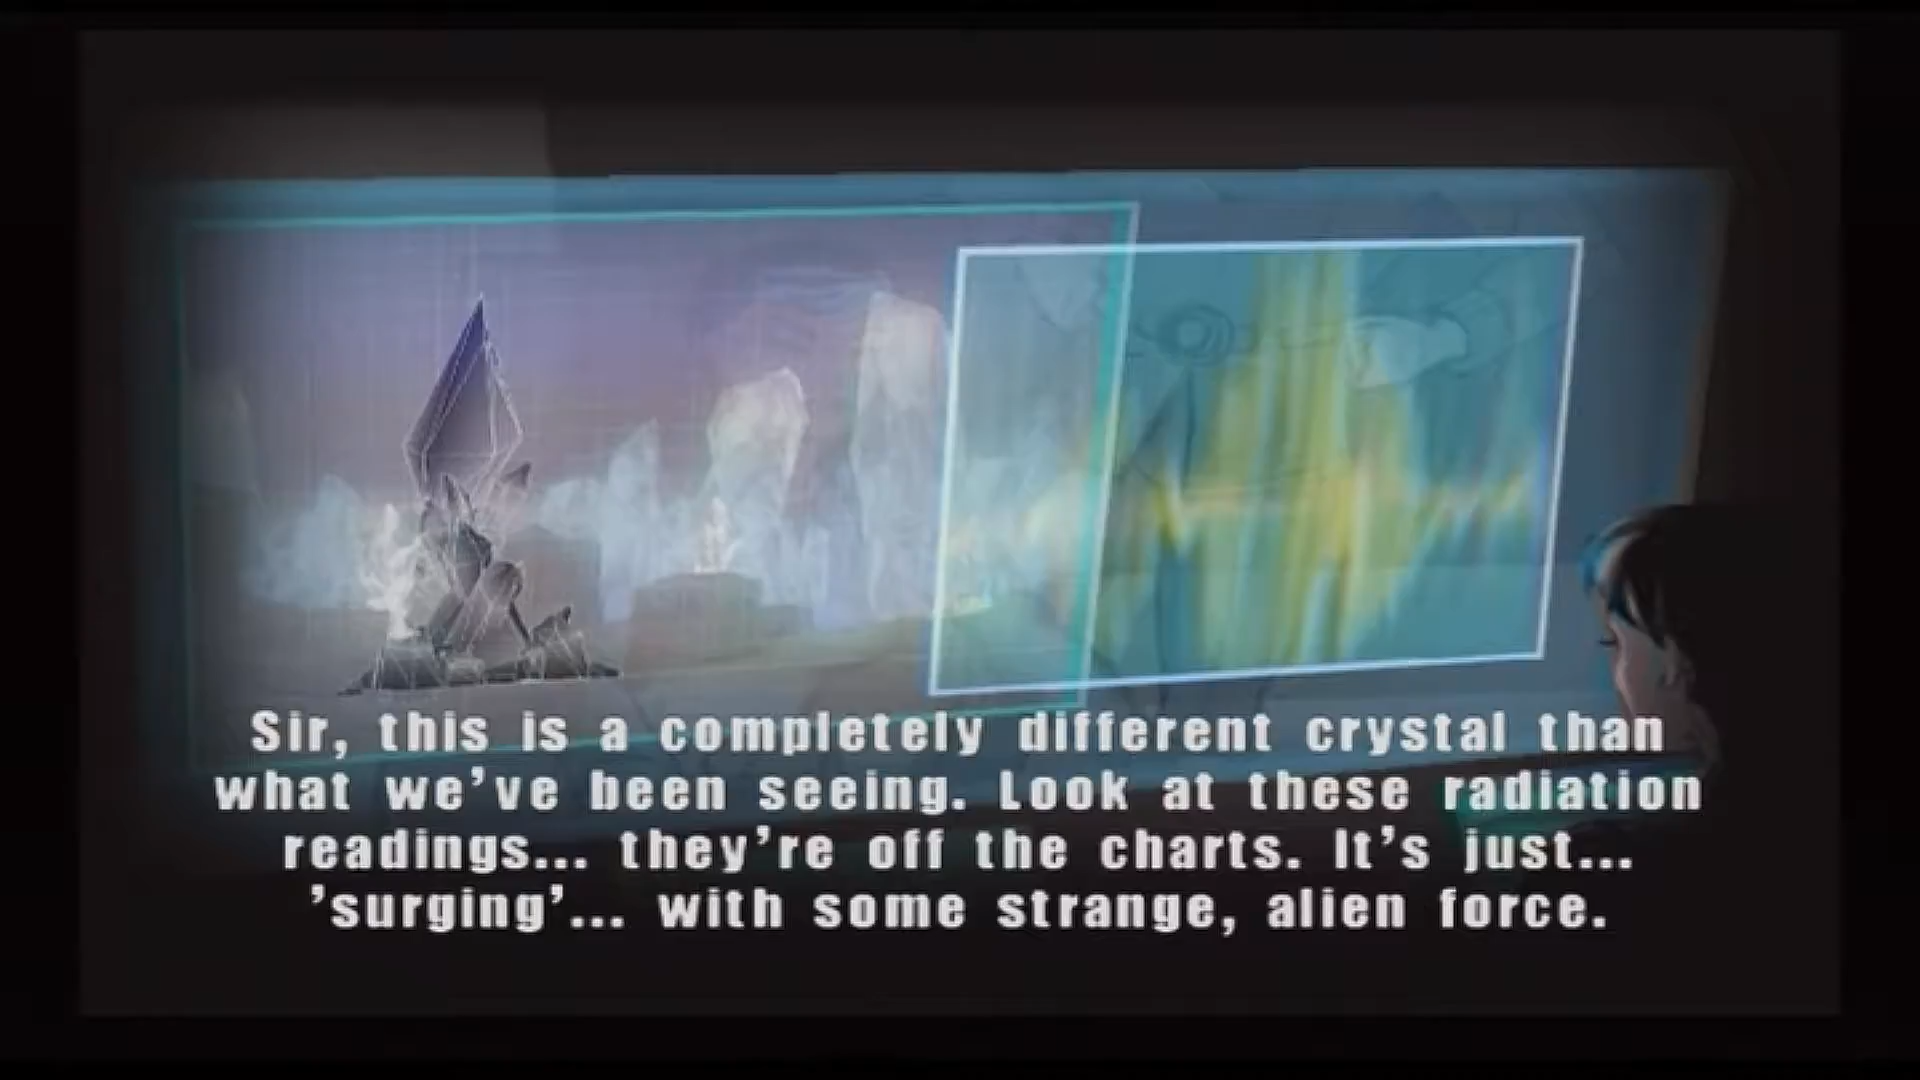 Sir, this is a completely different crystal than
what we've been seeing. Look at these radiation
readings... they're off the charts. It's just...
'surging'... with some strange, alien force.